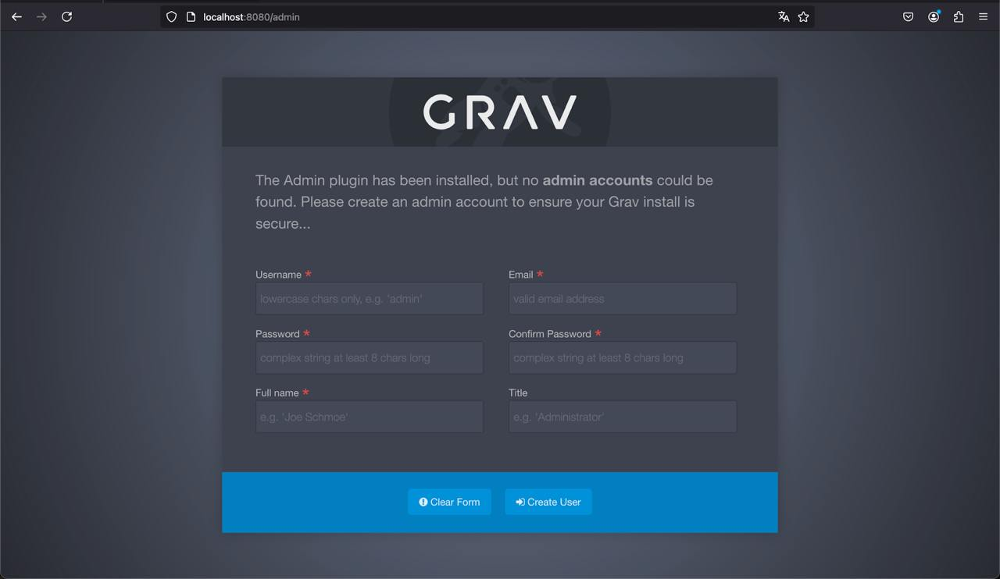 localhost:8080/admin
GRAV
The Admin plugin has been installed, but no admin accounts could be
found. Please create an admin account to ensure your Grav install is
secure...
Username *
Email *
lowercase chars only, e.g. 'admin'
valid email address
Password *
Confirm Password *
complex string at least 8 chars long
complex string at least 8 chars long
Full name *
Title
e.g. 'Joe Schmoe'
e.g. 'Administrator'
Clear Form
Create User